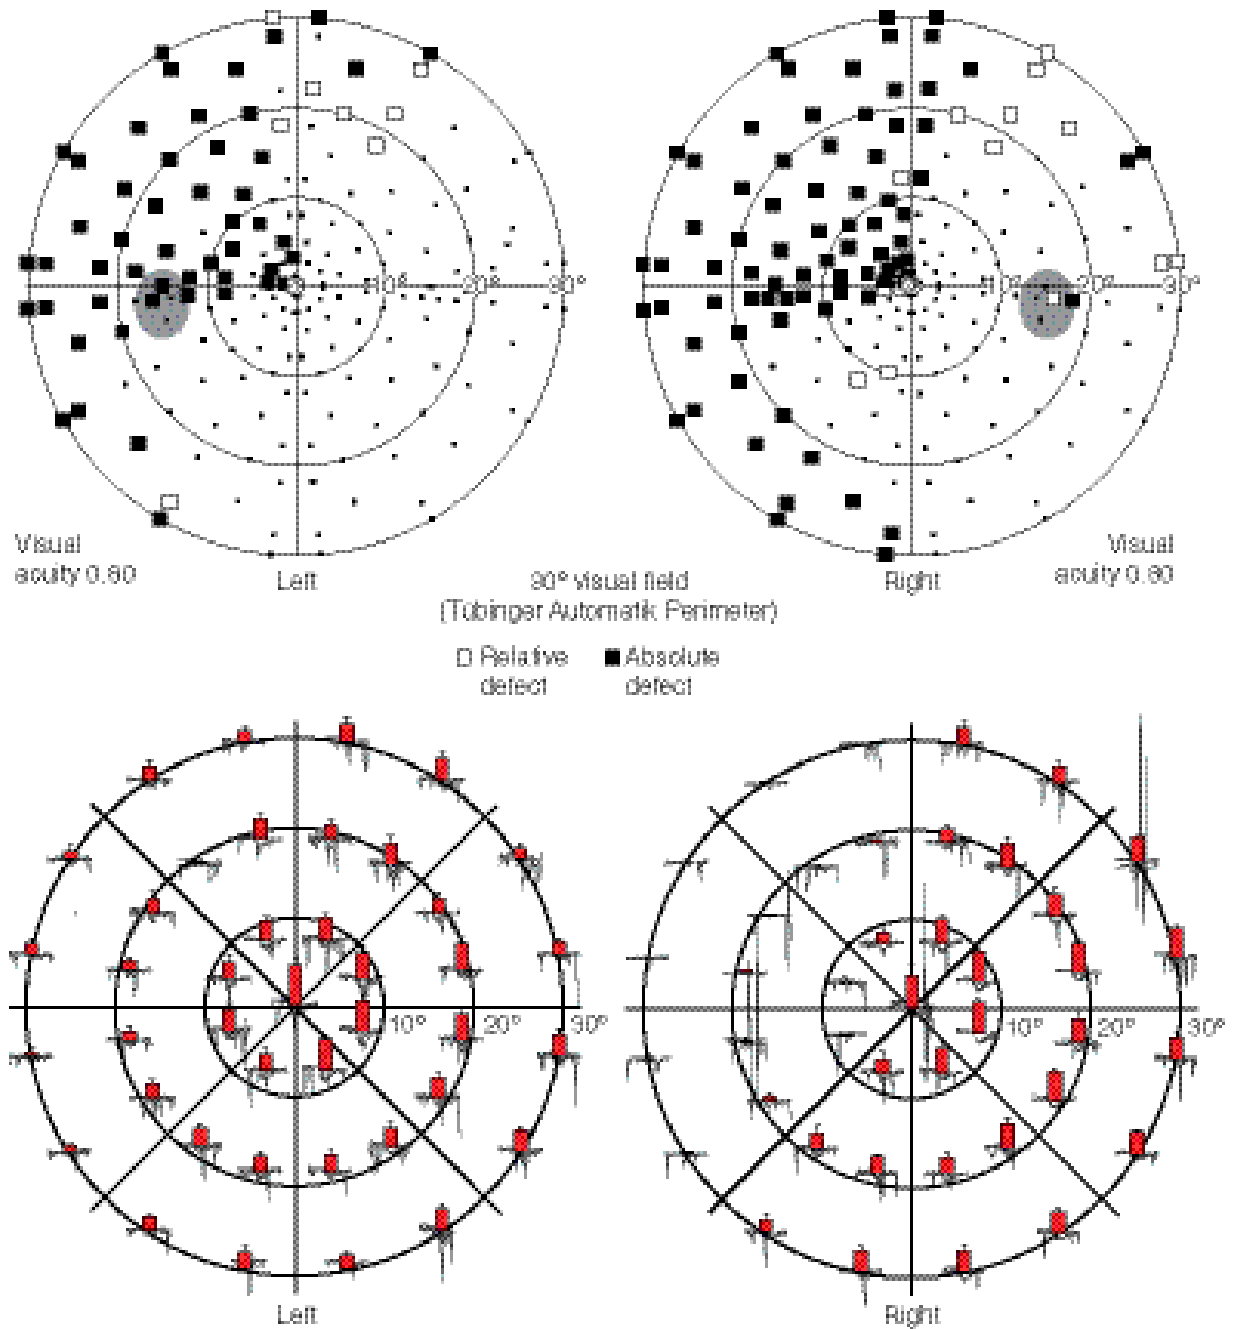 10° 20° 30°
10° 20° 30°
Visual
acuity 0.80
Visual
acuity 0.80
Left
Right
90° visual field
(Tübinger Automatik Perimeter)
Relative
defect
Absolute
defect
10° 20° 30°
10° 20° 30°
Left
Right